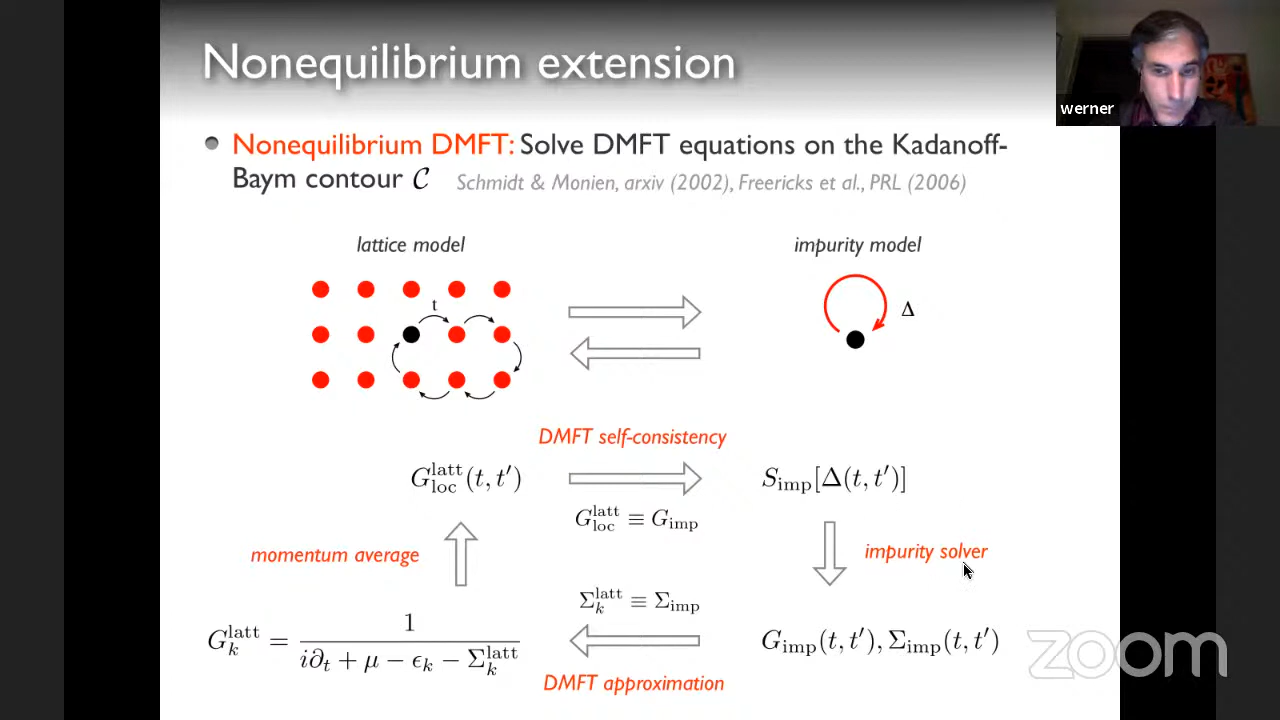 Nonequilibrium extension
werner
Nonequilibrium DMFT: Solve DMFT equations on the Kadanoff-
Baym contour 𝒞 Schmidt & Monien, arxiv (2002), Freericks et al., PRL (2006)
lattice model
impurity model
t
Δ
DMFT self-consistency
G_loc^latt(t, t′)
S_imp[Δ(t, t′)]
G_loc^latt ≡ G_imp
momentum average
impurity solver
Σ_k^latt ≡ Σ_imp
G_k^latt = 1 / (i∂_t + μ − ϵ_k − Σ_k^latt)
G_imp(t, t′), Σ_imp(t, t′)
DMFT approximation
zoom